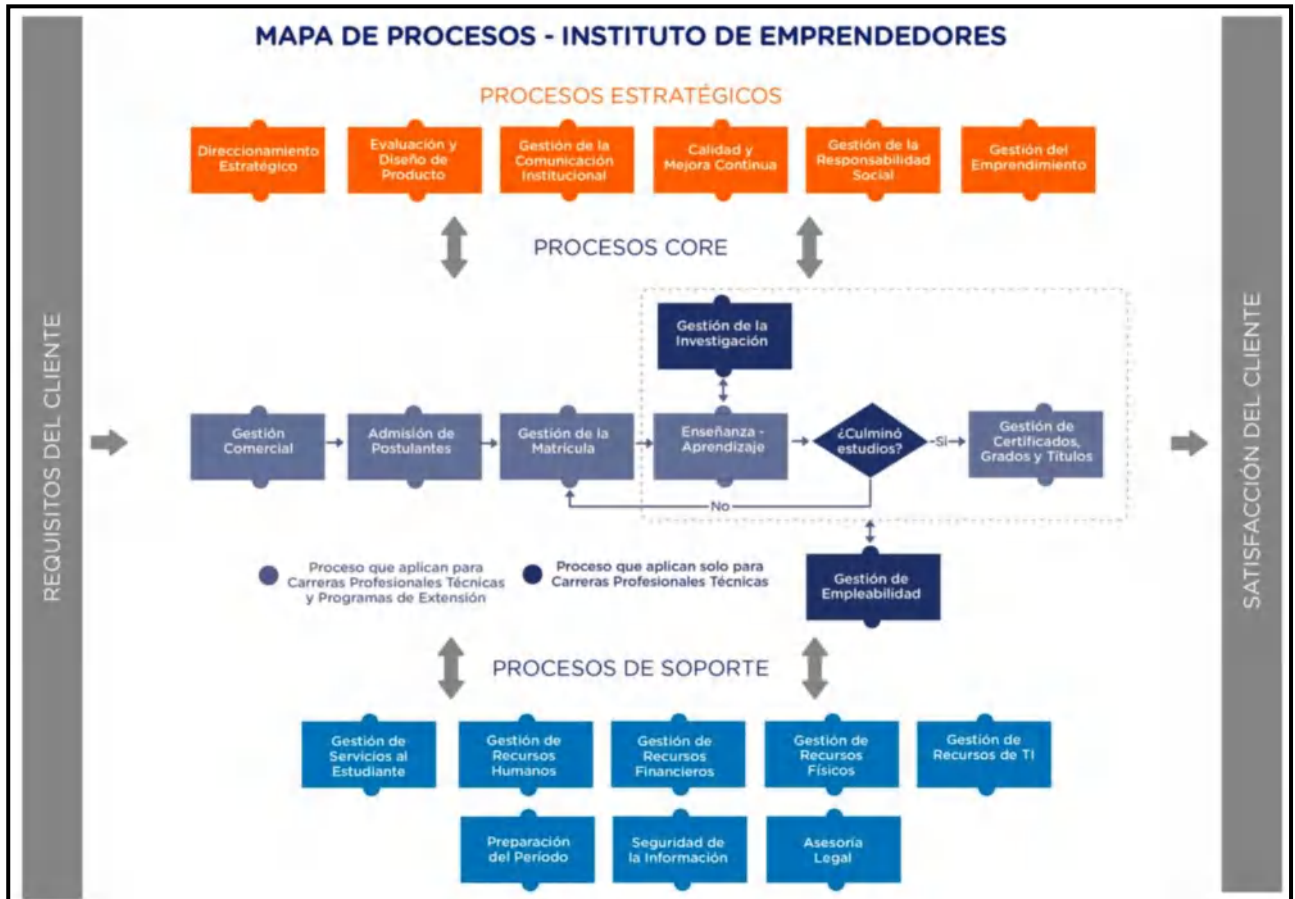 MAPA DE PROCESOS - INSTITUTO DE EMPRENDEDORES
PROCESOS ESTRATÉGICOS
Direccionamiento
Estratégico
Evaluación y
Diseño de
Producto
Gestión de la
Comunicación
Institucional
Calidad y
Mejora Continua
Gestión de la
Responsabilidad
Social
Gestión del
Emprendimiento
PROCESOS CORE
REQUISITOS DEL CLIENTE
Gestión de la
Investigación
Gestión
Comercial
Admisión de
Postulantes
Gestión de la
Matrícula
Enseñanza -
Aprendizaje
¿Culminó
estudios?
Si
Gestión de
Certificados,
Grados y Títulos
No
SATISFACCIÓN DEL CLIENTE
Proceso que aplican para
Carreras Profesionales Técnicas
y Programas de Extensión
Proceso que aplican solo para
Carreras Profesionales Técnicas
Gestión de
Empleabilidad
PROCESOS DE SOPORTE
Gestión de
Servicios al
Estudiante
Gestión de
Recursos
Humanos
Gestión de
Recursos
Financieros
Gestión de
Recursos
Físicos
Gestión de
Recursos de TI
Preparación
del Período
Seguridad de
la Información
Asesoría
Legal